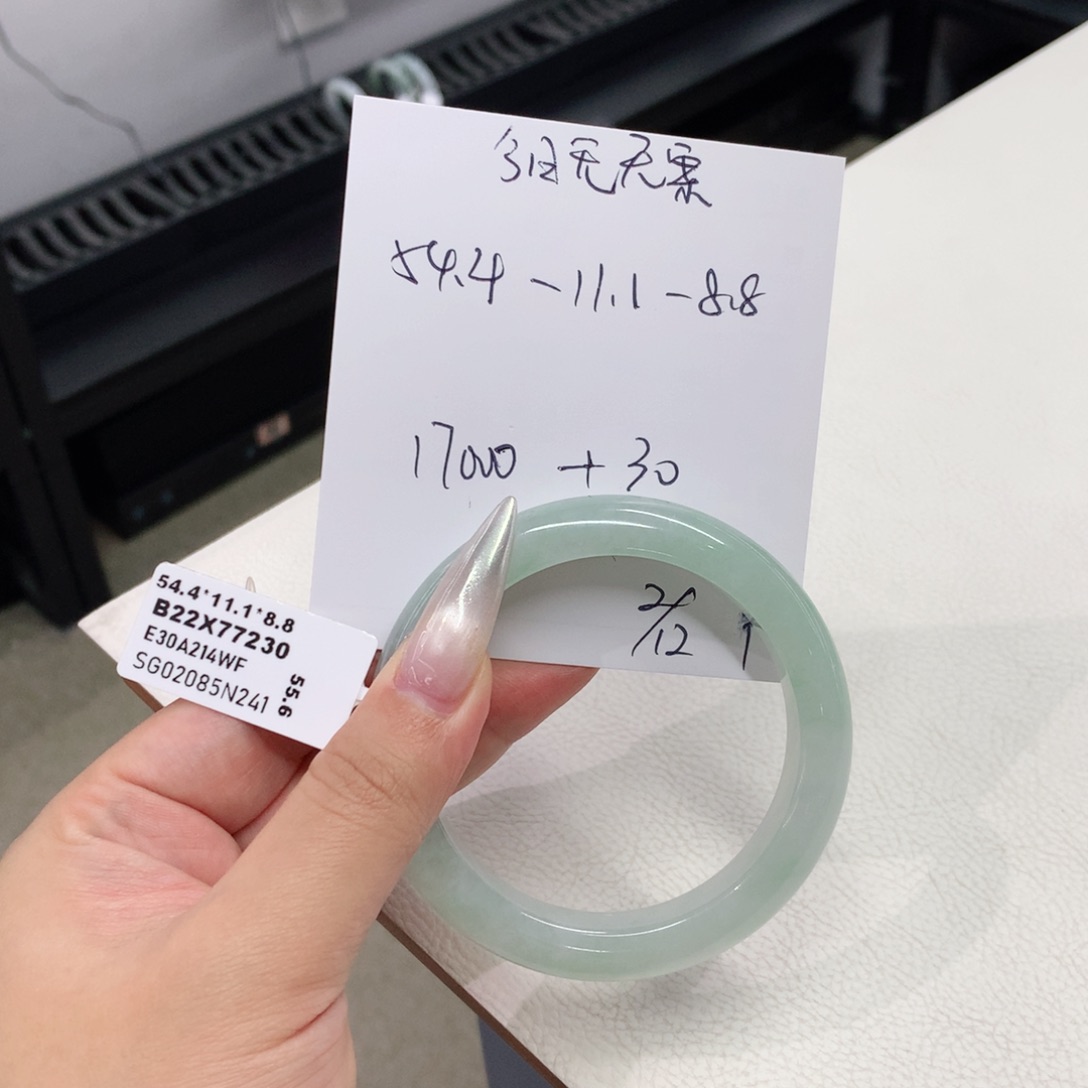 54.4-11.1-8.8
17000 + 30
2/12
54.4*11.1*8.8
B22X77230
E30A214WF
SG02085N241
55.6